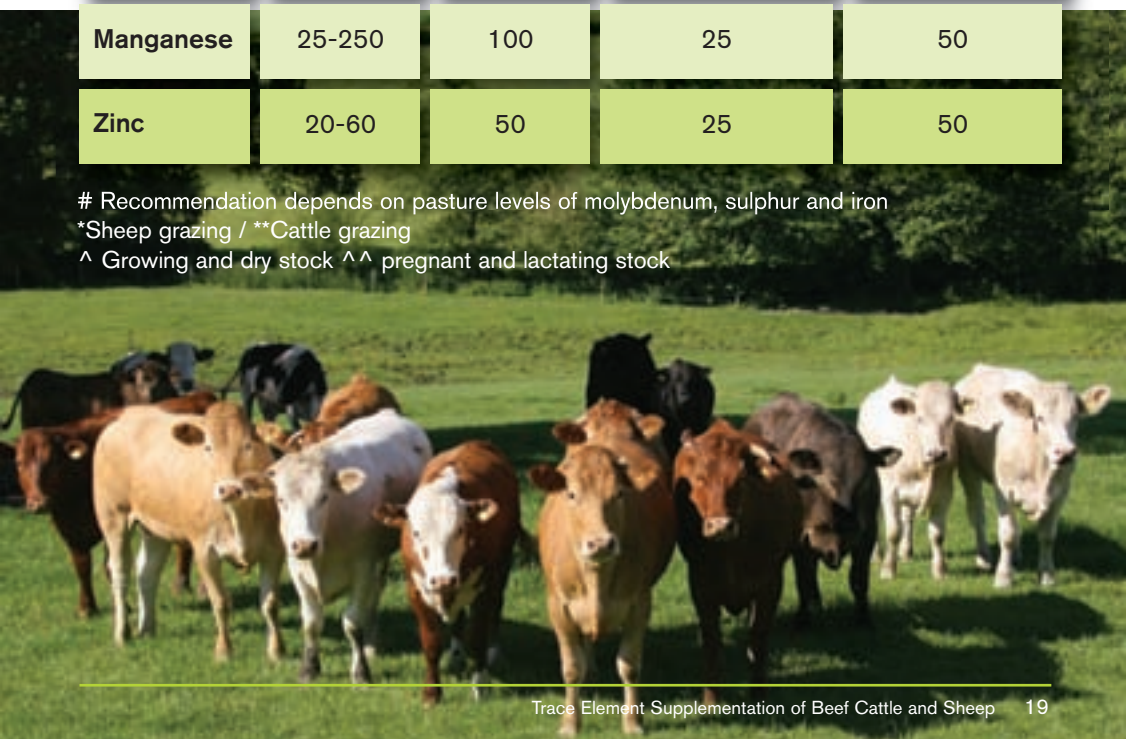 Manganese 25-250 100 25 50
Zinc 20-60 50 25 50
# Recommendation depends on pasture levels of molybdenum, sulphur and iron
*Sheep grazing / **Cattle grazing
^ Growing and dry stock ^^ pregnant and lactating stock
Trace Element Supplementation of Beef Cattle and Sheep 19